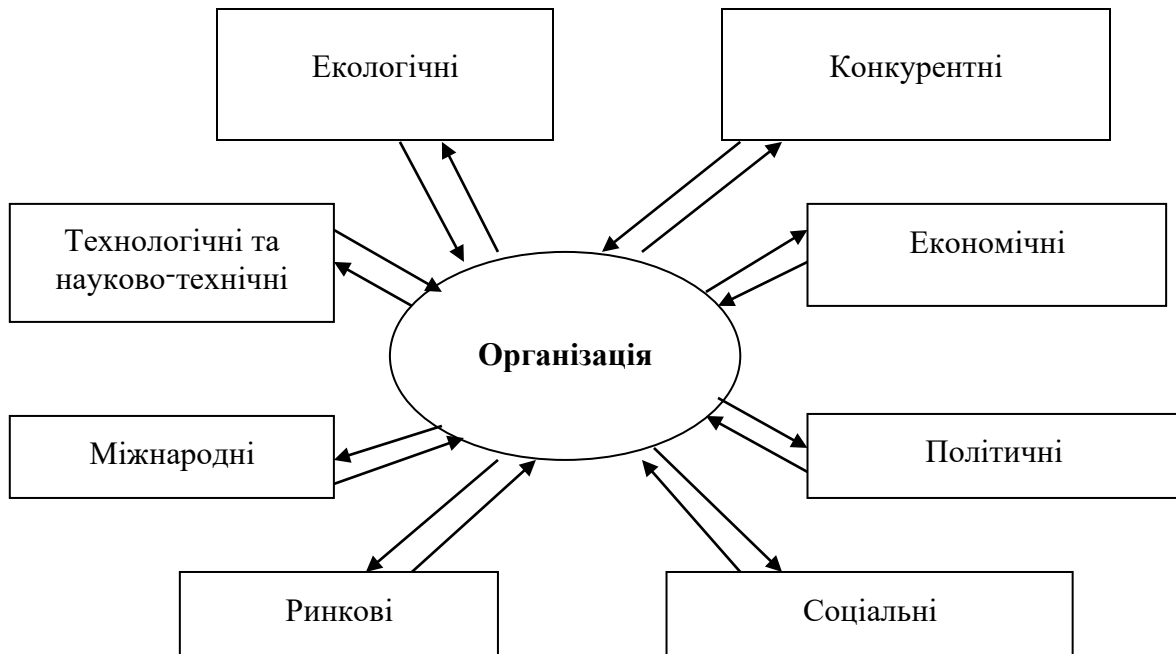 Екологічні
Конкурентні
Технологічні та
науково-технічні
Економічні
Організація
Міжнародні
Політичні
Ринкові
Соціальні